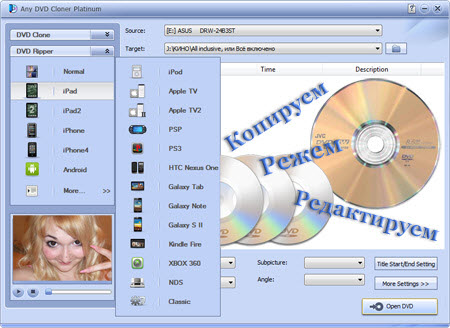 Any DVD Cloner Platinum
DVD Clone
DVD Ripper
Normal
iPad
iPad2
iPhone
iPhone4
Android
More... >>
iPod
Apple TV
Apple TV2
PSP
PS3
HTC Nexus One
Galaxy Tab
Galaxy Note
Galaxy S II
Kindle Fire
XBOX 360
NDS
Classic
Source:
[E:] ASUS DRW-24B3ST
Target:
J:\КИНО\All inclusive, или Всё включено
Time
Description
Копируем
Режем
Редактируем
JVC
Subpicture:
Angle:
Title Start/End Setting
More Settings >>
Open DVD